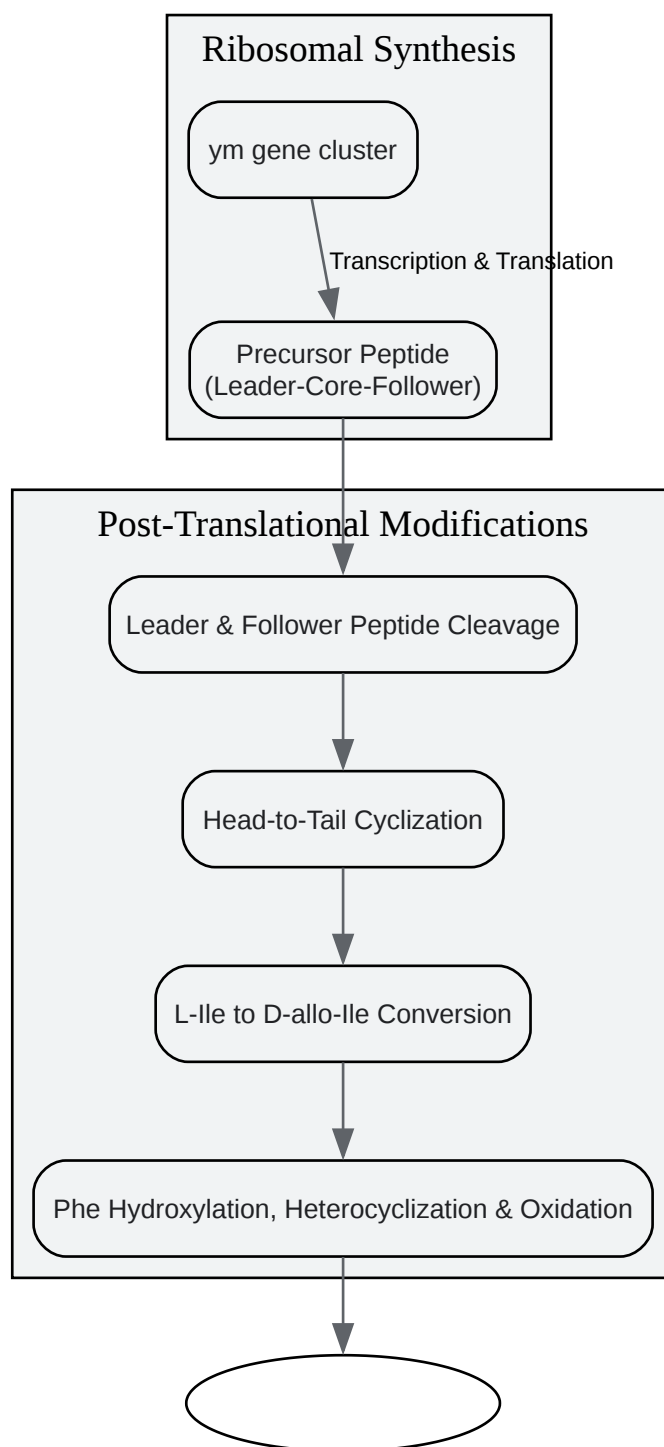 Ribosomal Synthesis
ym gene cluster
Transcription & Translation
Precursor Peptide
(Leader-Core-Follower)
Post-Translational Modifications
Leader & Follower Peptide Cleavage
Head-to-Tail Cyclization
L-Ile to D-allo-Ile Conversion
Phe Hydroxylation, Heterocyclization & Oxidation